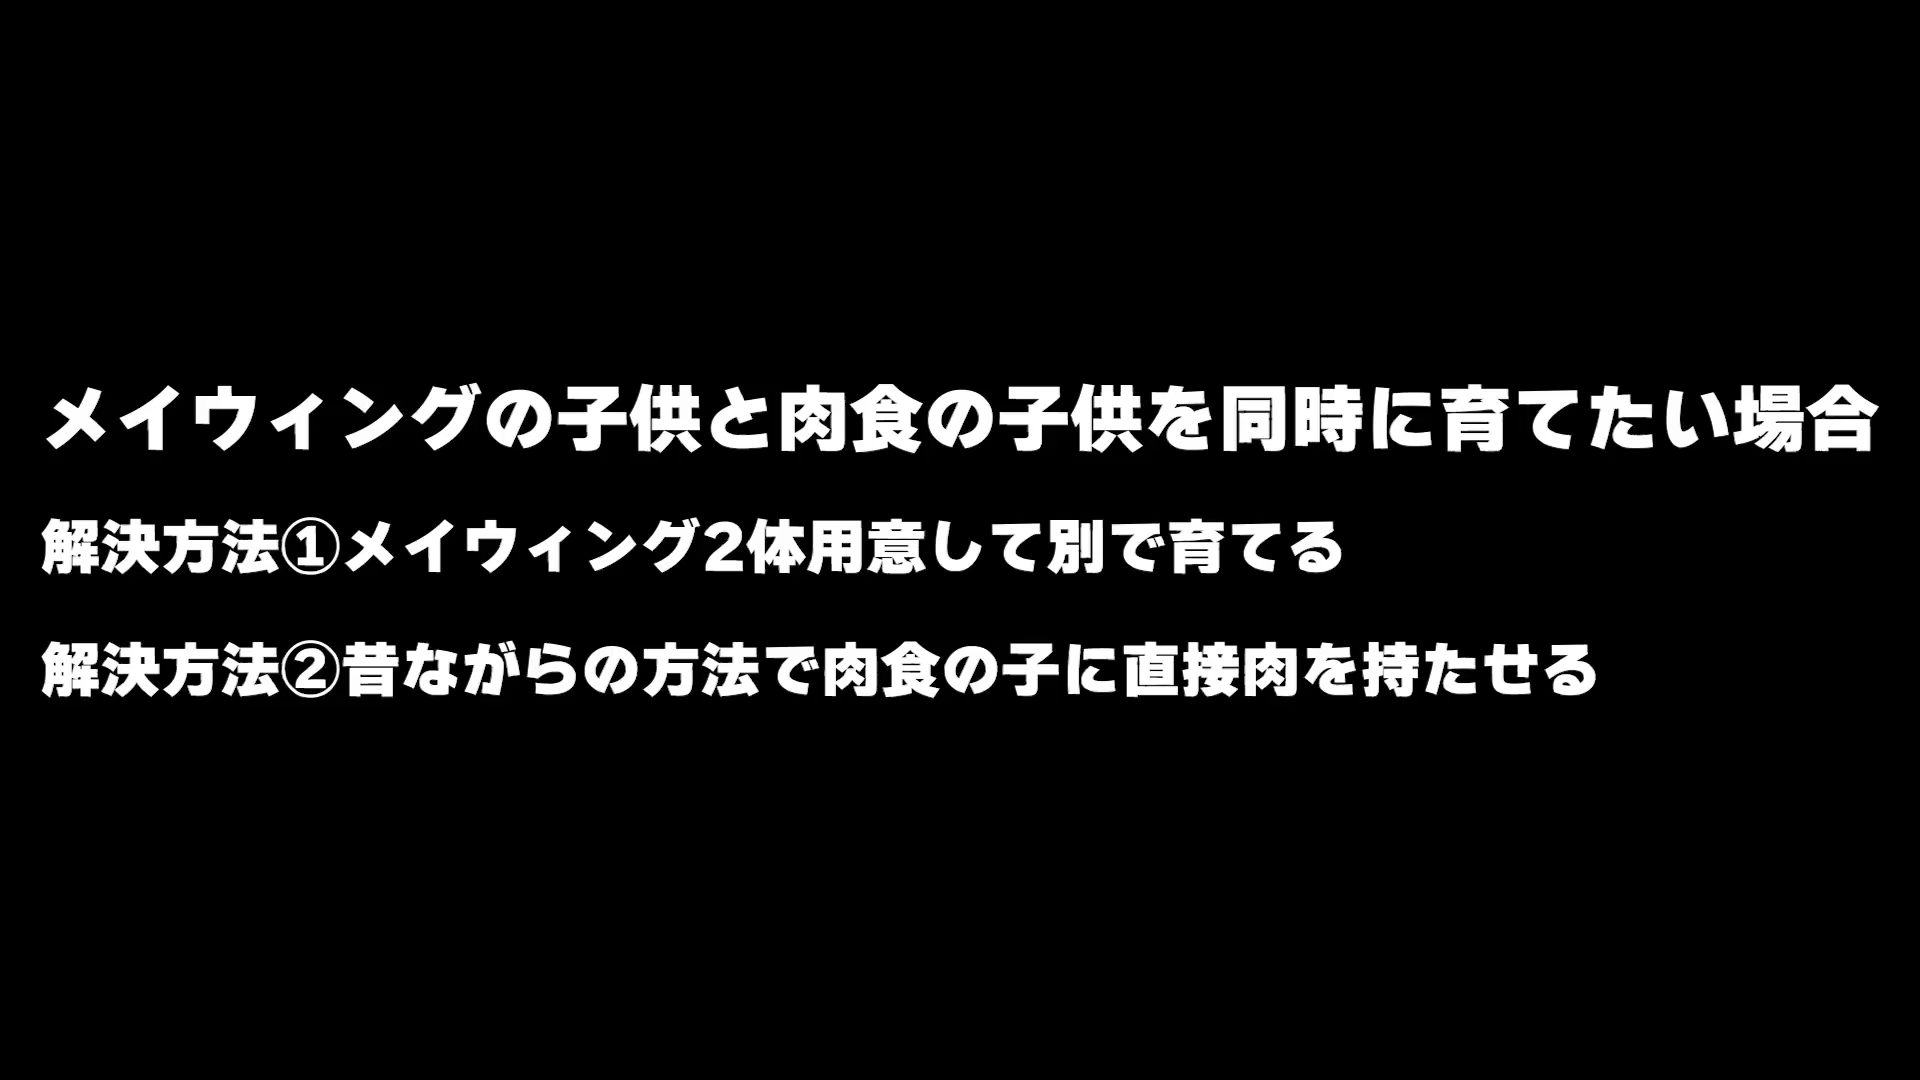 メイウィングの子供と肉食の子供を同時に育てたい場合
解決方法①メイウィング2体用意して別で育てる
解決方法②昔ながらの方法で肉食の子に直接肉を持たせる